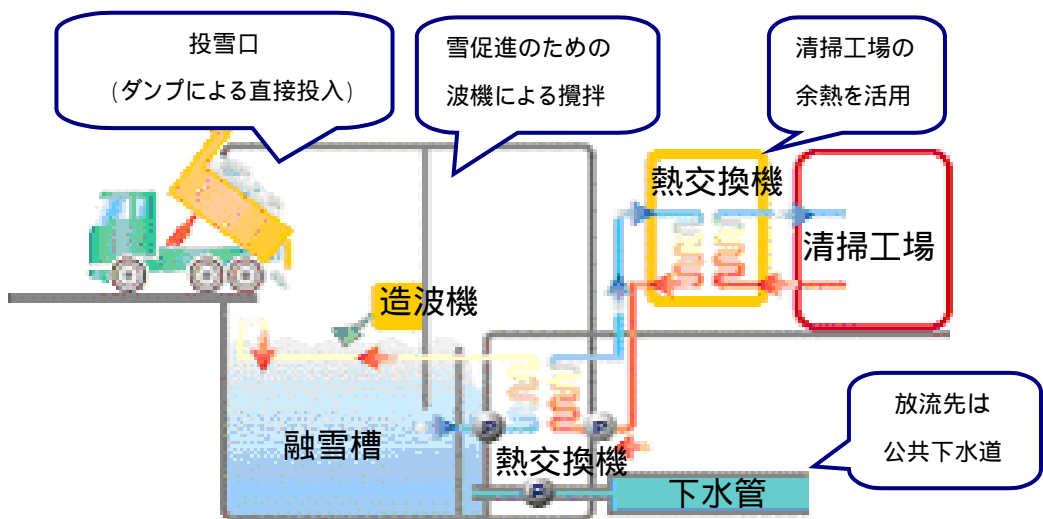 投雪口
(ダンプによる直接投入)
雪促進のための
波機による攪拌
清掃工場の
余熱を活用
熱交換機
清掃工場
造波機
融雪槽
熱交換機
P
P
P
下水管
放流先は
公共下水道